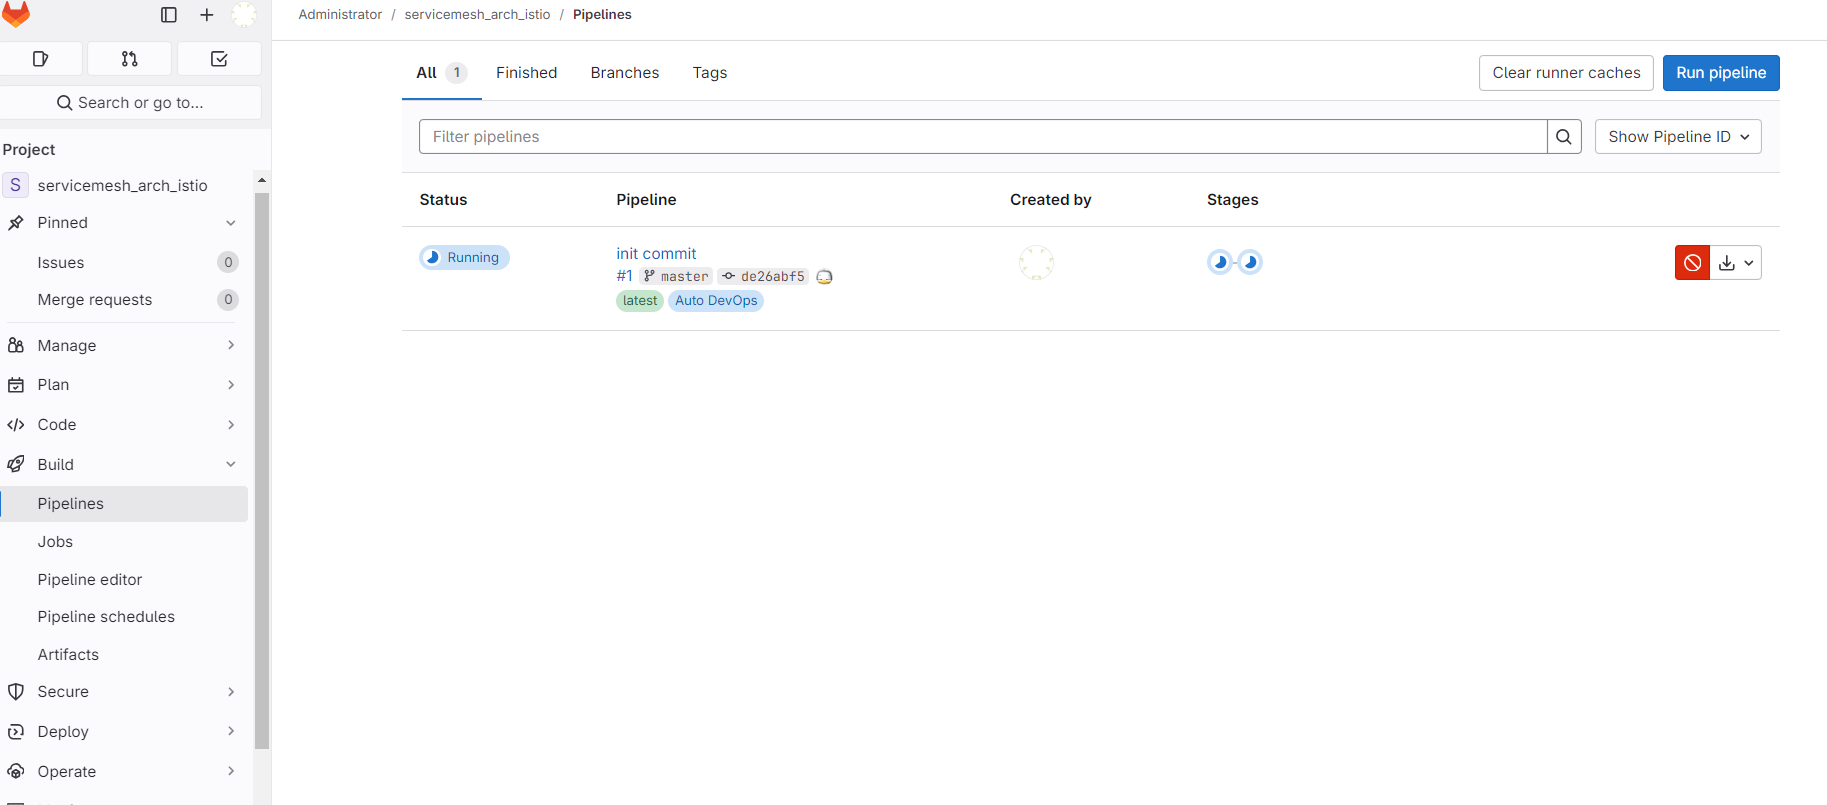 Administrator / servicemesh_arch_istio / Pipelines
All 1 Finished Branches Tags
Clear runner caches Run pipeline
Search or go to...
Filter pipelines Show Pipeline ID
Project
S servicemesh_arch_istio
Pinned
Issues 0
Merge requests 0
Manage
Plan
Code
Build
Pipelines
Jobs
Pipeline editor
Pipeline schedules
Artifacts
Secure
Deploy
Operate
Status Pipeline Created by Stages
Running init commit
#1 master de26abf5
latest Auto DevOps